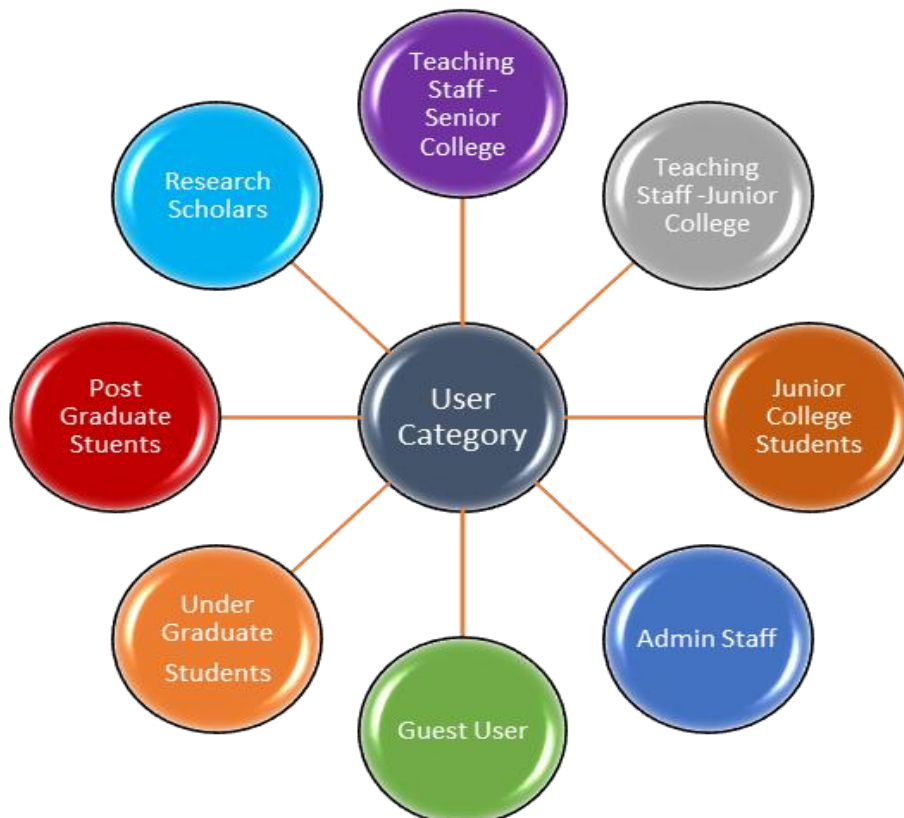 Teaching
Staff -
Senior
College
Teaching
Staff -Junior
College
Research
Scholars
User
Category
Post
Graduate
Stuents
Junior
College
Students
Under
Graduate
Students
Admin Staff
Guest User